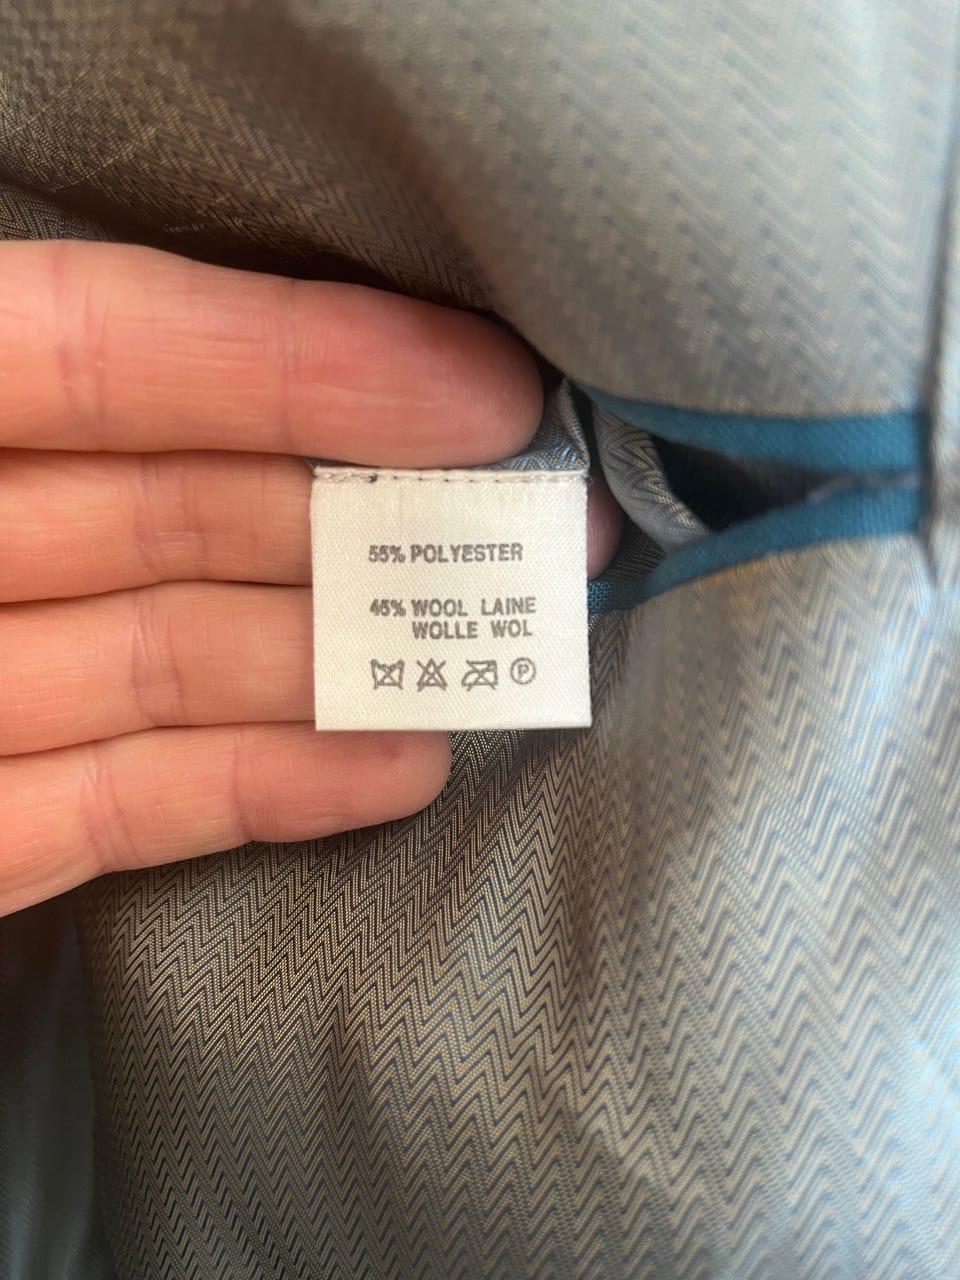 55% POLYESTER
45% WOOL LAINE
WOLLE WOL
P